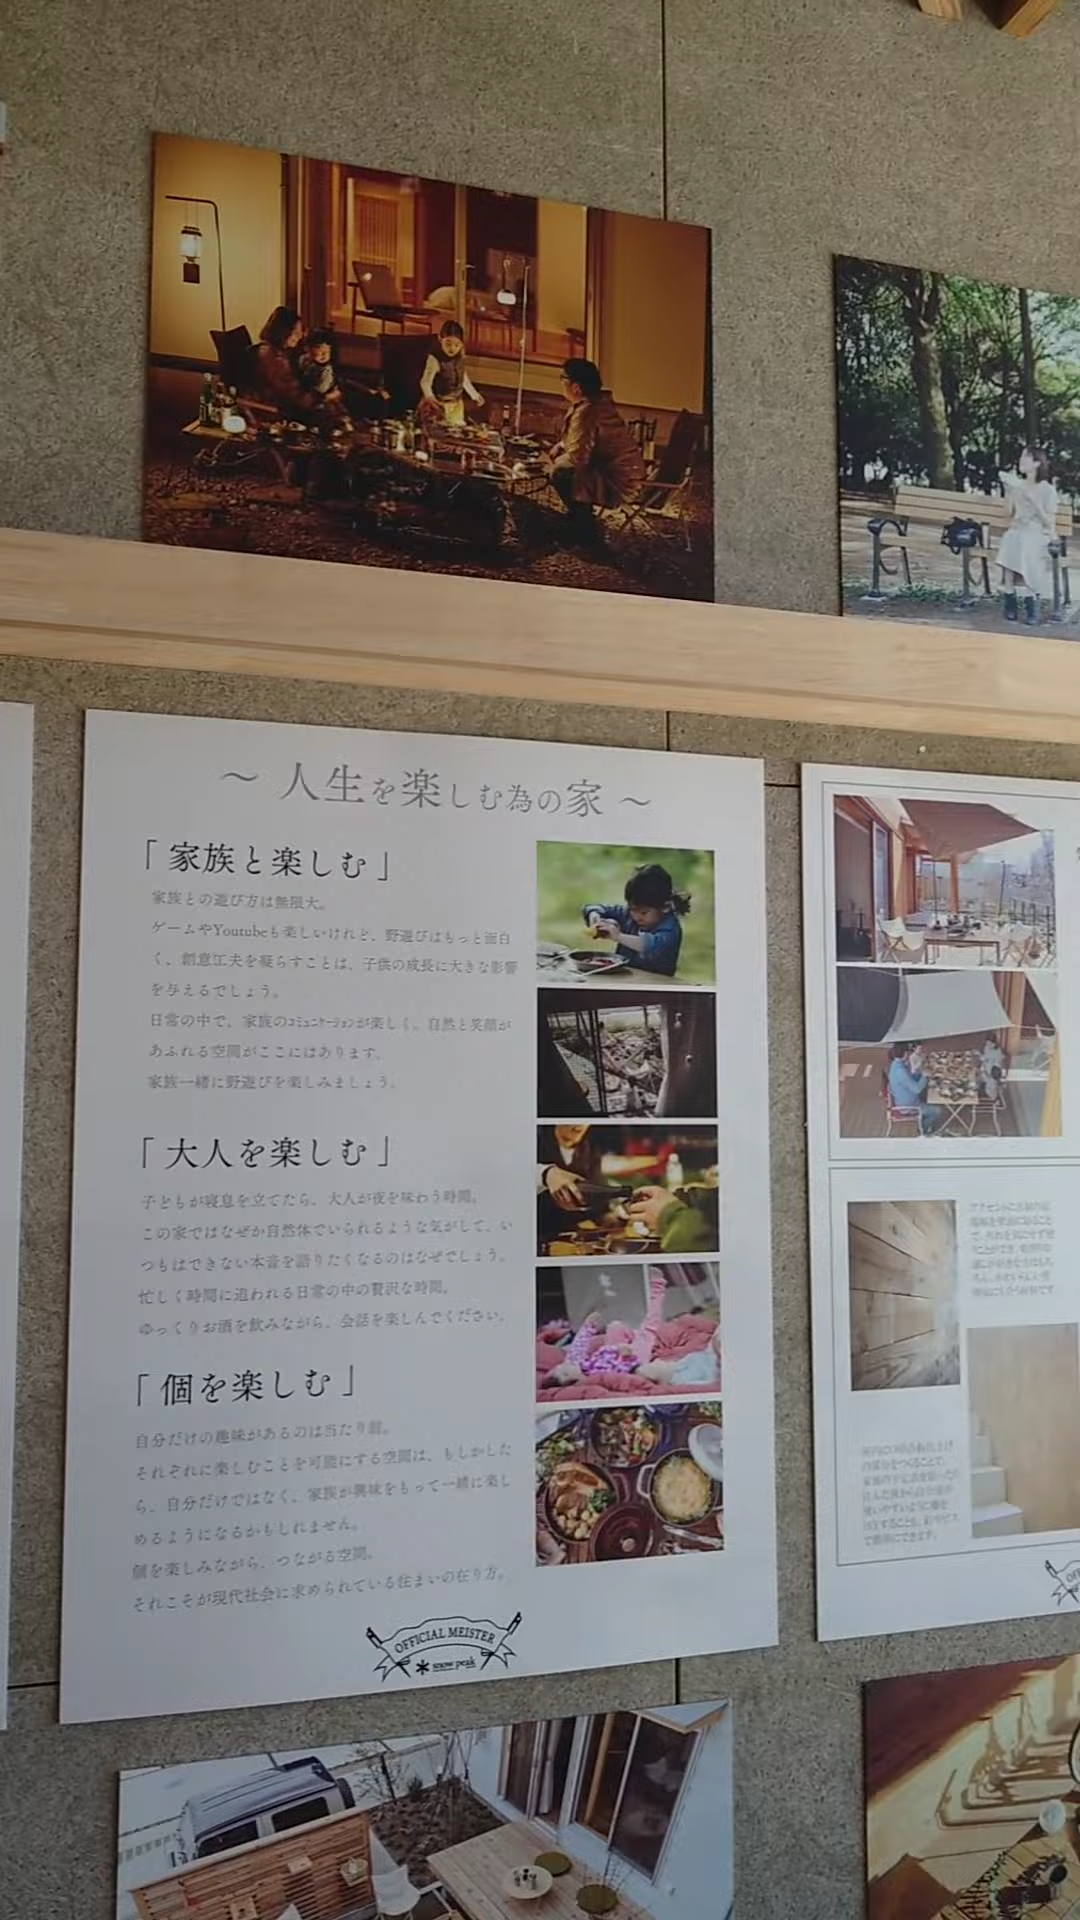 ～ 人生を楽しむ為の家 ～
「家族と楽しむ」
家族との遊び方は無限大。
ゲームやYoutubeも楽しいけれど、野遊びはもっと面白
く、創意工夫を凝らすことは、子供の成長に大きな影響
を与えるでしょう。
日常の中で、家族のｺﾐｭﾆｹｰｼｮﾝが楽しく、自然と笑顔が
あふれる空間がここにはあります。
家族一緒に野遊びを楽しみましょう。
「大人を楽しむ」
子どもが寝息を立てたら、大人が夜を味わう時間。
この家ではなぜか自然体でいられるような気がして、い
つもはできない本音を語りたくなるのはなぜでしょう。
忙しく時間に追われる日常の中の贅沢な時間。
ゆっくりお酒を飲みながら、会話を楽しんでください。
「個を楽しむ」
自分だけの趣味があるのは当たり前。
それぞれに楽しむことを可能にする空間は、もしかした
ら、自分だけではなく、家族が興味をもって一緒に楽し
めるようになるかもしれません。
個を楽しみながら、つながる空間。
それこそが現代社会に求められている住まいの在り方。
OFFICIAL MEISTER
snow peak